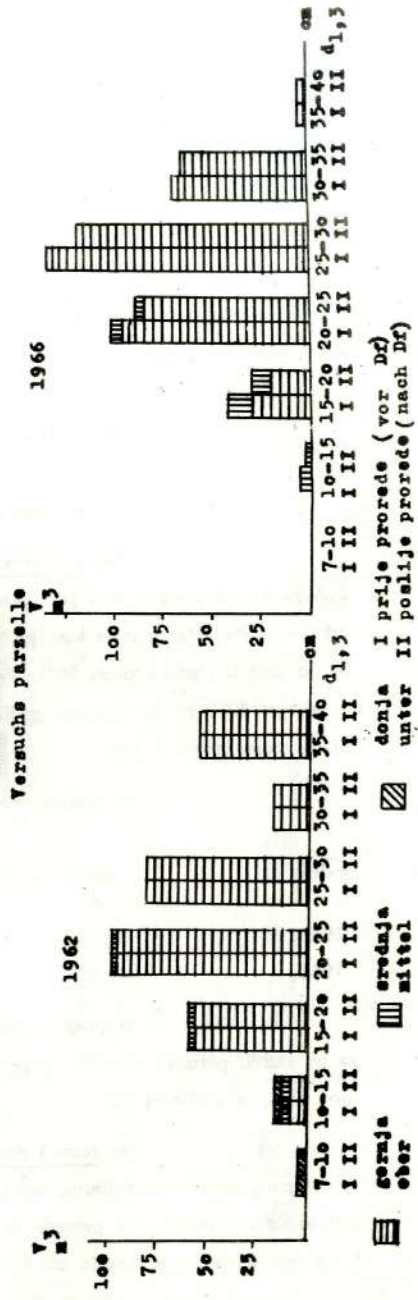 Versuchs parzelle
1962
V
m3
100
75
50
25
7-10 10-15 15-20 20-25 25-30 30-35 35-40 cm
I II I II I II I II I II I II I II d1,3
1966
V
m3
100
75
50
25
7-10 10-15 15-20 20-25 25-30 30-35 35-40 cm
I II I II I II I II I II I II I II d1,3
gornja
ober
srednja
mittel
donja
unter
I prije prorede (vor Df)
II poslije prorede (nach Df)